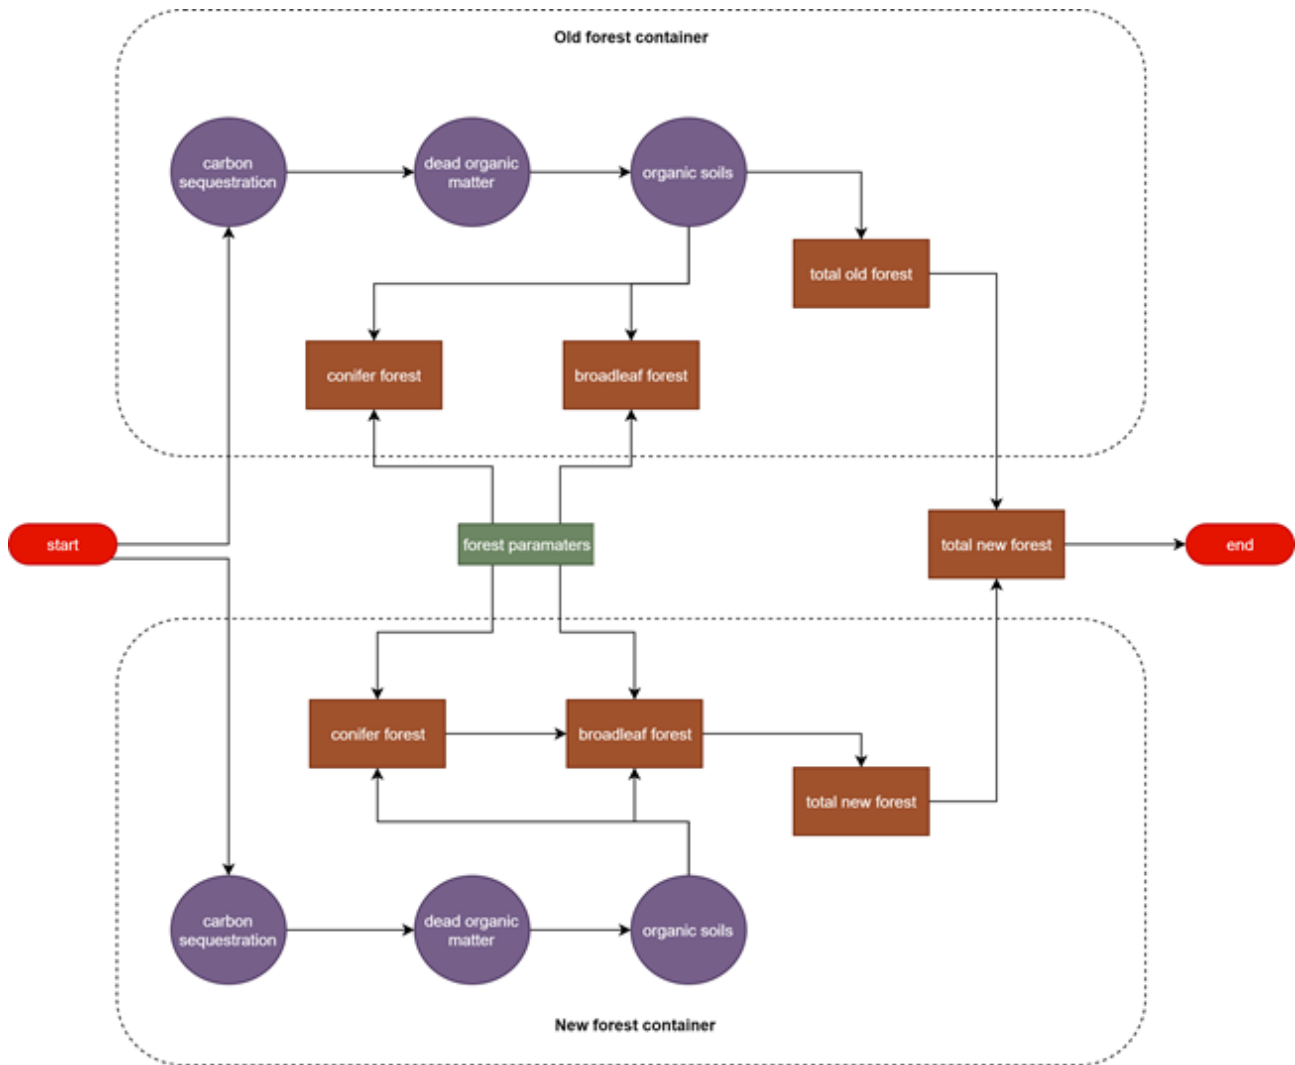 Old forest container
carbon
sequestration
dead organic
matter
organic soils
total old forest
conifer forest
broadleaf forest
start
forest paramaters
total new forest
end
conifer forest
broadleaf forest
total new forest
carbon
sequestration
dead organic
matter
organic soils
New forest container